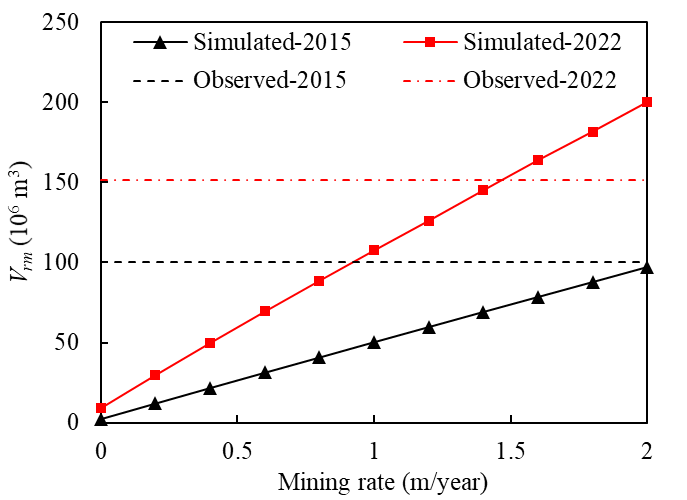 250
200
150
100
50
0
V_rm (10⁶ m³)
Simulated-2015
Simulated-2022
Observed-2015
Observed-2022
0 0.5 1 1.5 2
Mining rate (m/year)